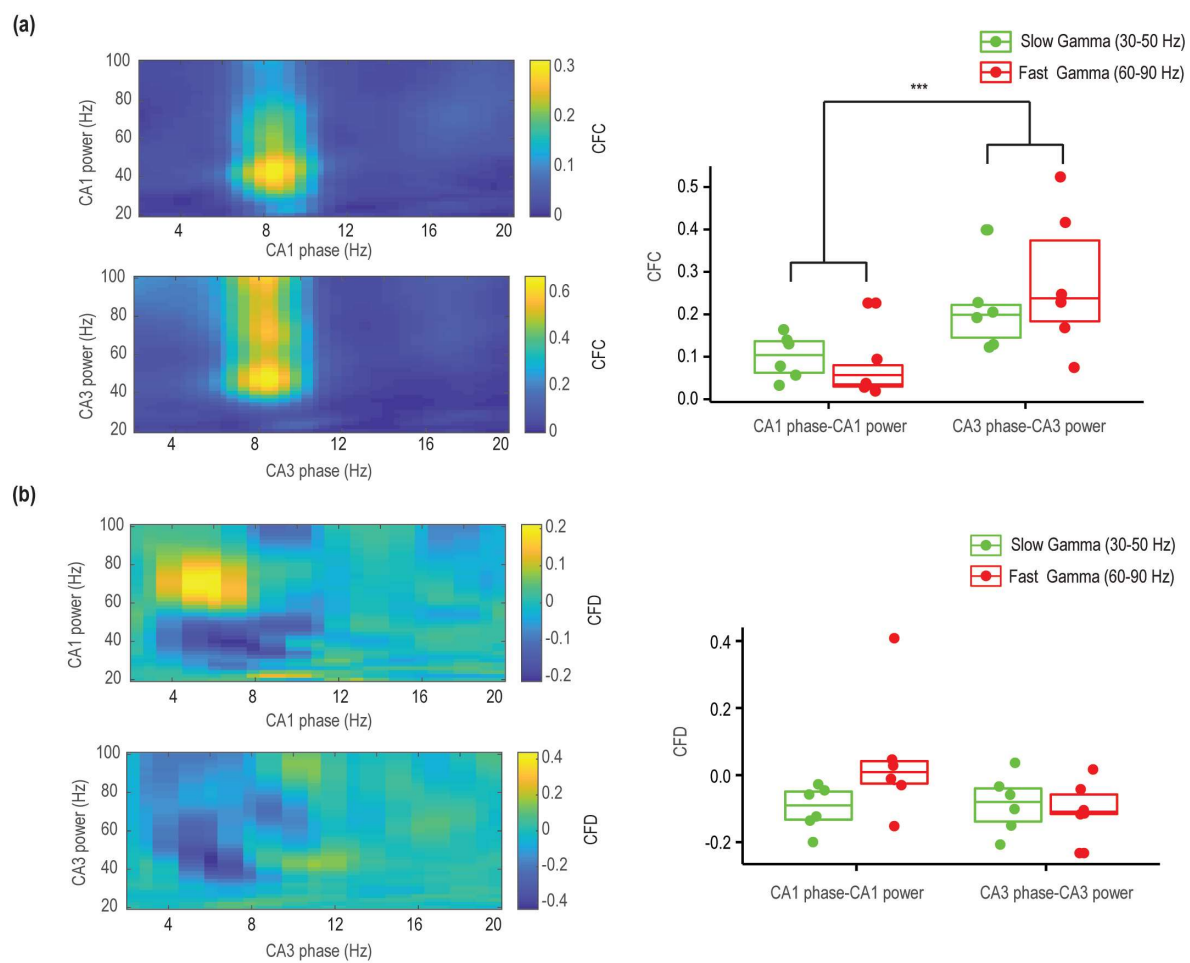 (a)
Slow Gamma (30-50 Hz)
Fast Gamma (60-90 Hz)
***
100
80
60
40
20
CA1 power (Hz)
4
8
12
16
20
CA1 phase (Hz)
0.3
0.2
0.1
0
CFC
100
80
60
40
20
CA3 power (Hz)
4
8
12
16
20
CA3 phase (Hz)
0.6
0.4
0.2
0
CFC
0.5
0.4
0.3
0.2
0.1
0.0
CFC
CA1 phase-CA1 power
CA3 phase-CA3 power
(b)
100
80
60
40
20
CA1 power (Hz)
4
8
12
16
20
CA1 phase (Hz)
0.2
0.1
0
-0.1
-0.2
CFD
100
80
60
40
20
CA3 power (Hz)
4
8
12
16
20
CA3 phase (Hz)
0.4
0.2
0
-0.2
-0.4
CFD
Slow Gamma (30-50 Hz)
Fast Gamma (60-90 Hz)
0.4
0.2
0.0
-0.2
CFD
CA1 phase-CA1 power
CA3 phase-CA3 power